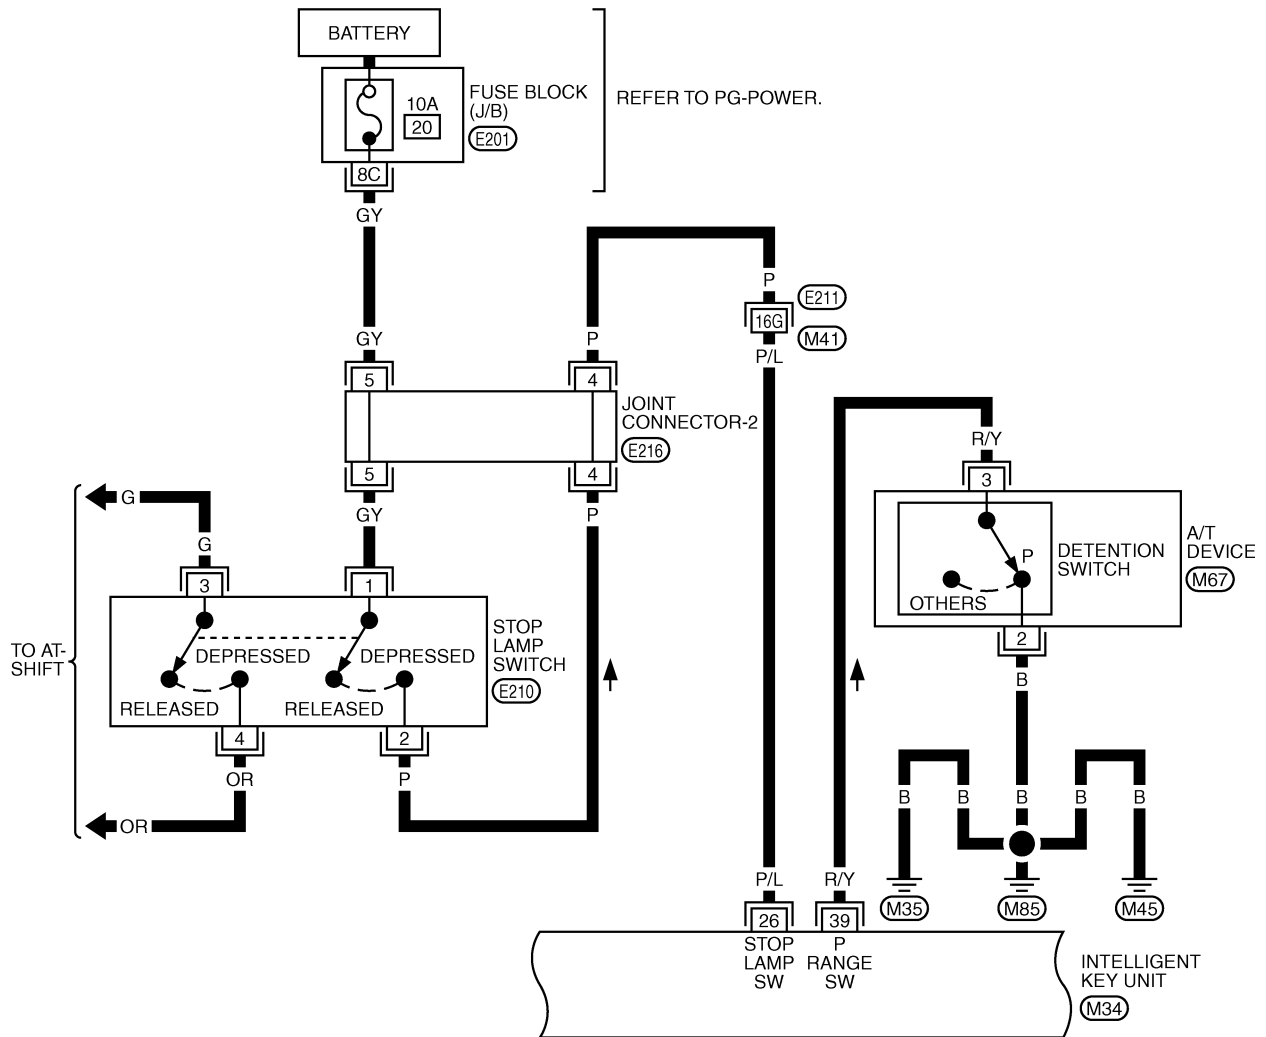 BATTERY
10A
20
FUSE BLOCK
(J/B)
E201
REFER TO PG-POWER.
8C
GY
GY
5
P
4
P
16G
E211
M41
P/L
JOINT
CONNECTOR-2
E216
5
GY
4
P
R/Y
3
P
OTHERS
DETENTION
SWITCH
A/T
DEVICE
M67
2
B
G
G
3
1
TO AT-
SHIFT
DEPRESSED
DEPRESSED
RELEASED
RELEASED
STOP
LAMP
SWITCH
E210
4
2
OR
P
OR
B
B
B
B
B
M35
M85
M45
P/L
R/Y
26
39
STOP
LAMP
SW
P
RANGE
SW
INTELLIGENT
KEY UNIT
M34